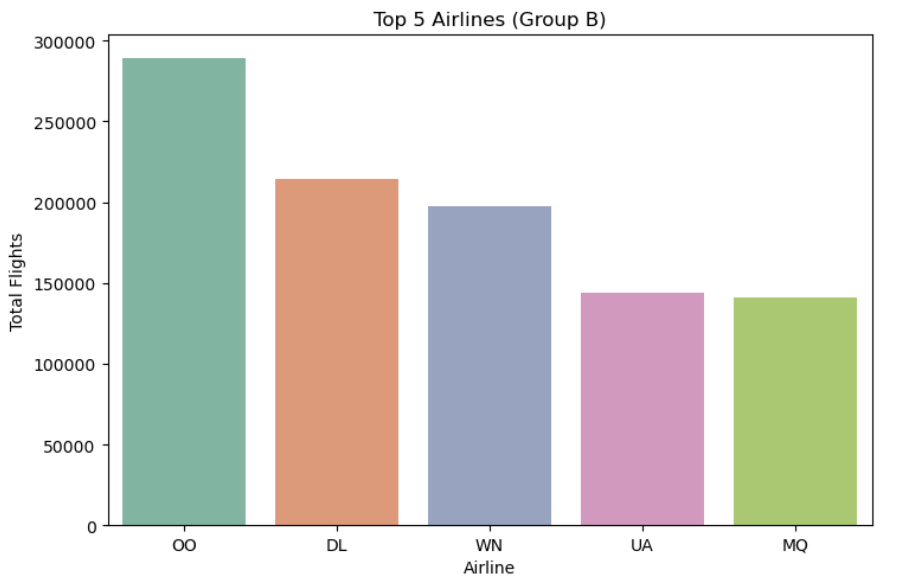 Top 5 Airlines (Group B)
Total Flights
300000
250000
200000
150000
100000
50000
0
OO DL WN UA MQ
Airline